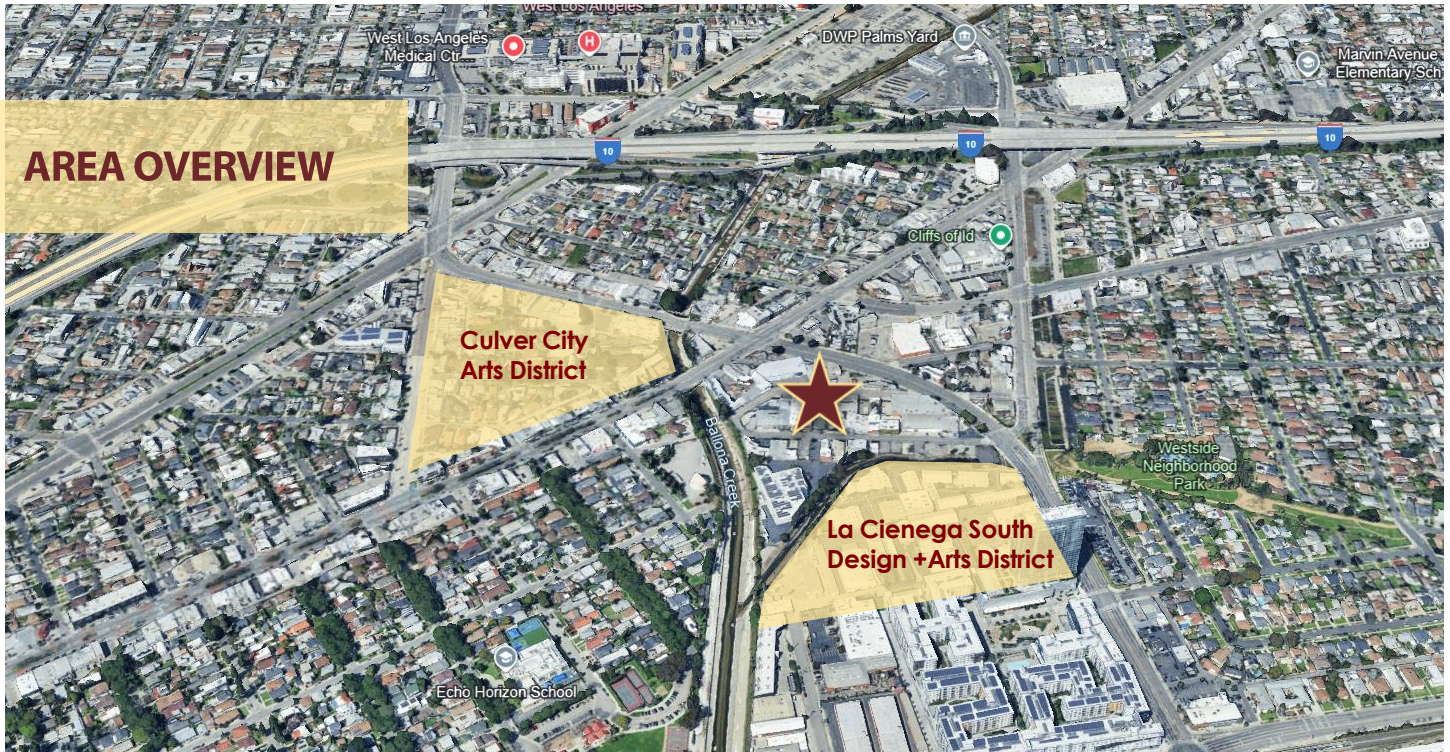 West Los Angeles
West Los Angeles
Medical Ctr
DWP Palms Yard
Marvin Avenue
Elementary Sch
AREA OVERVIEW
10
10
10
Cliffs of Id
Culver City
Arts District
Ballona Creek
Westside
Neighborhood
Park
La Cienega South
Design +Arts District
Echo Horizon School
H